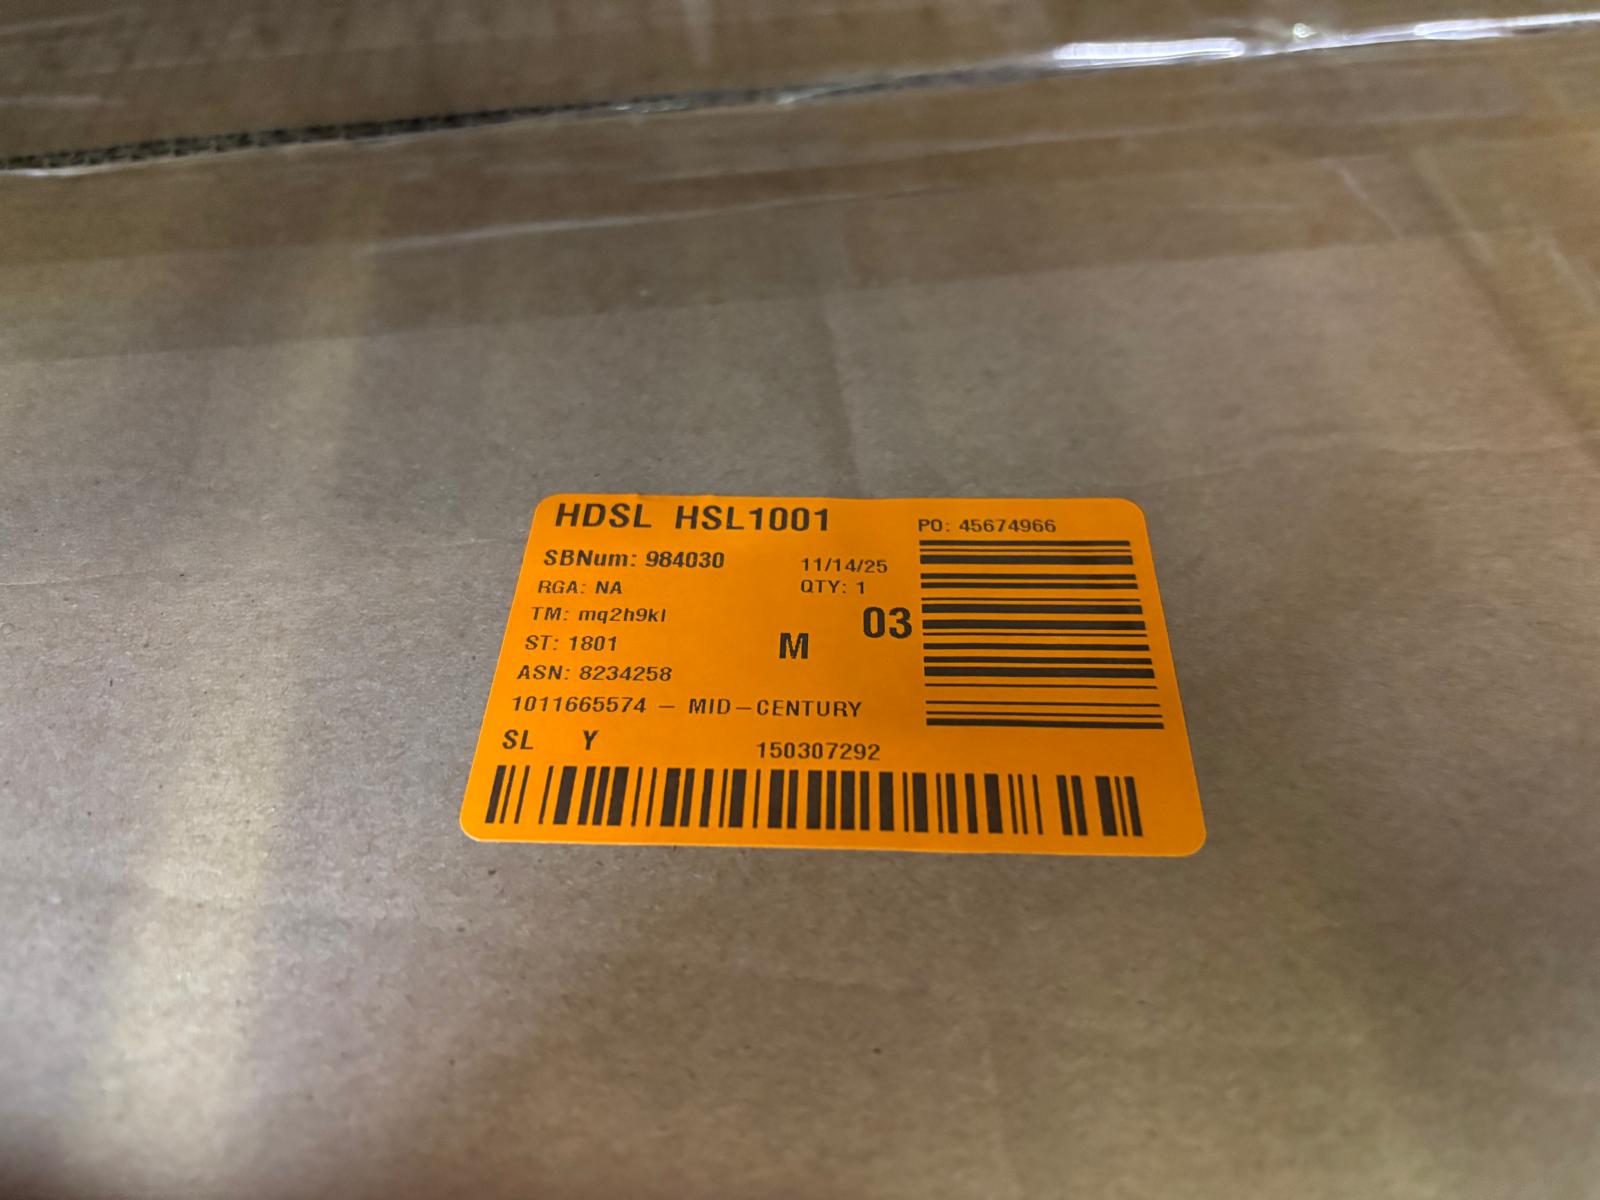 HDSL HSL1001
PO: 45674966
SBNum: 984030
11/14/25
RGA: NA
QTY: 1
TM: mq2h9kl
03
ST: 1801
M
ASN: 8234258
1011665574 – MID–CENTURY
SL Y
150307292